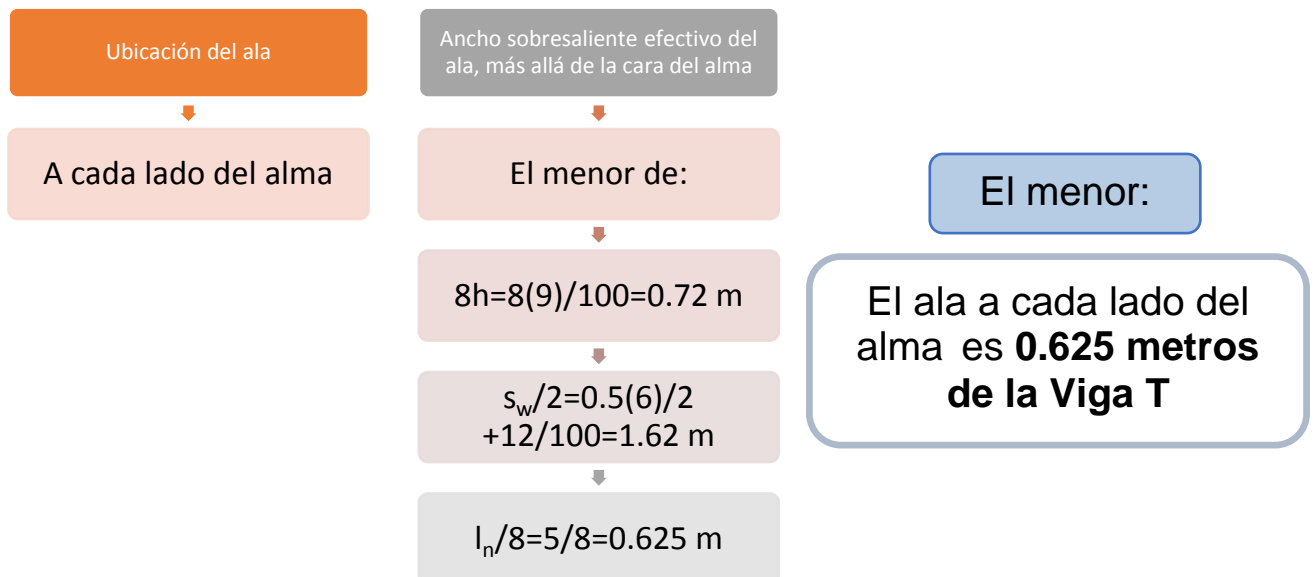 Ubicación del ala
A cada lado del alma
Ancho sobresaliente efectivo del
ala, más allá de la cara del alma
El menor de:
8h=8(9)/100=0.72 m
sw/2=0.5(6)/2
+12/100=1.62 m
ln/8=5/8=0.625 m
El menor:
El ala a cada lado del
alma es 0.625 metros
de la Viga T